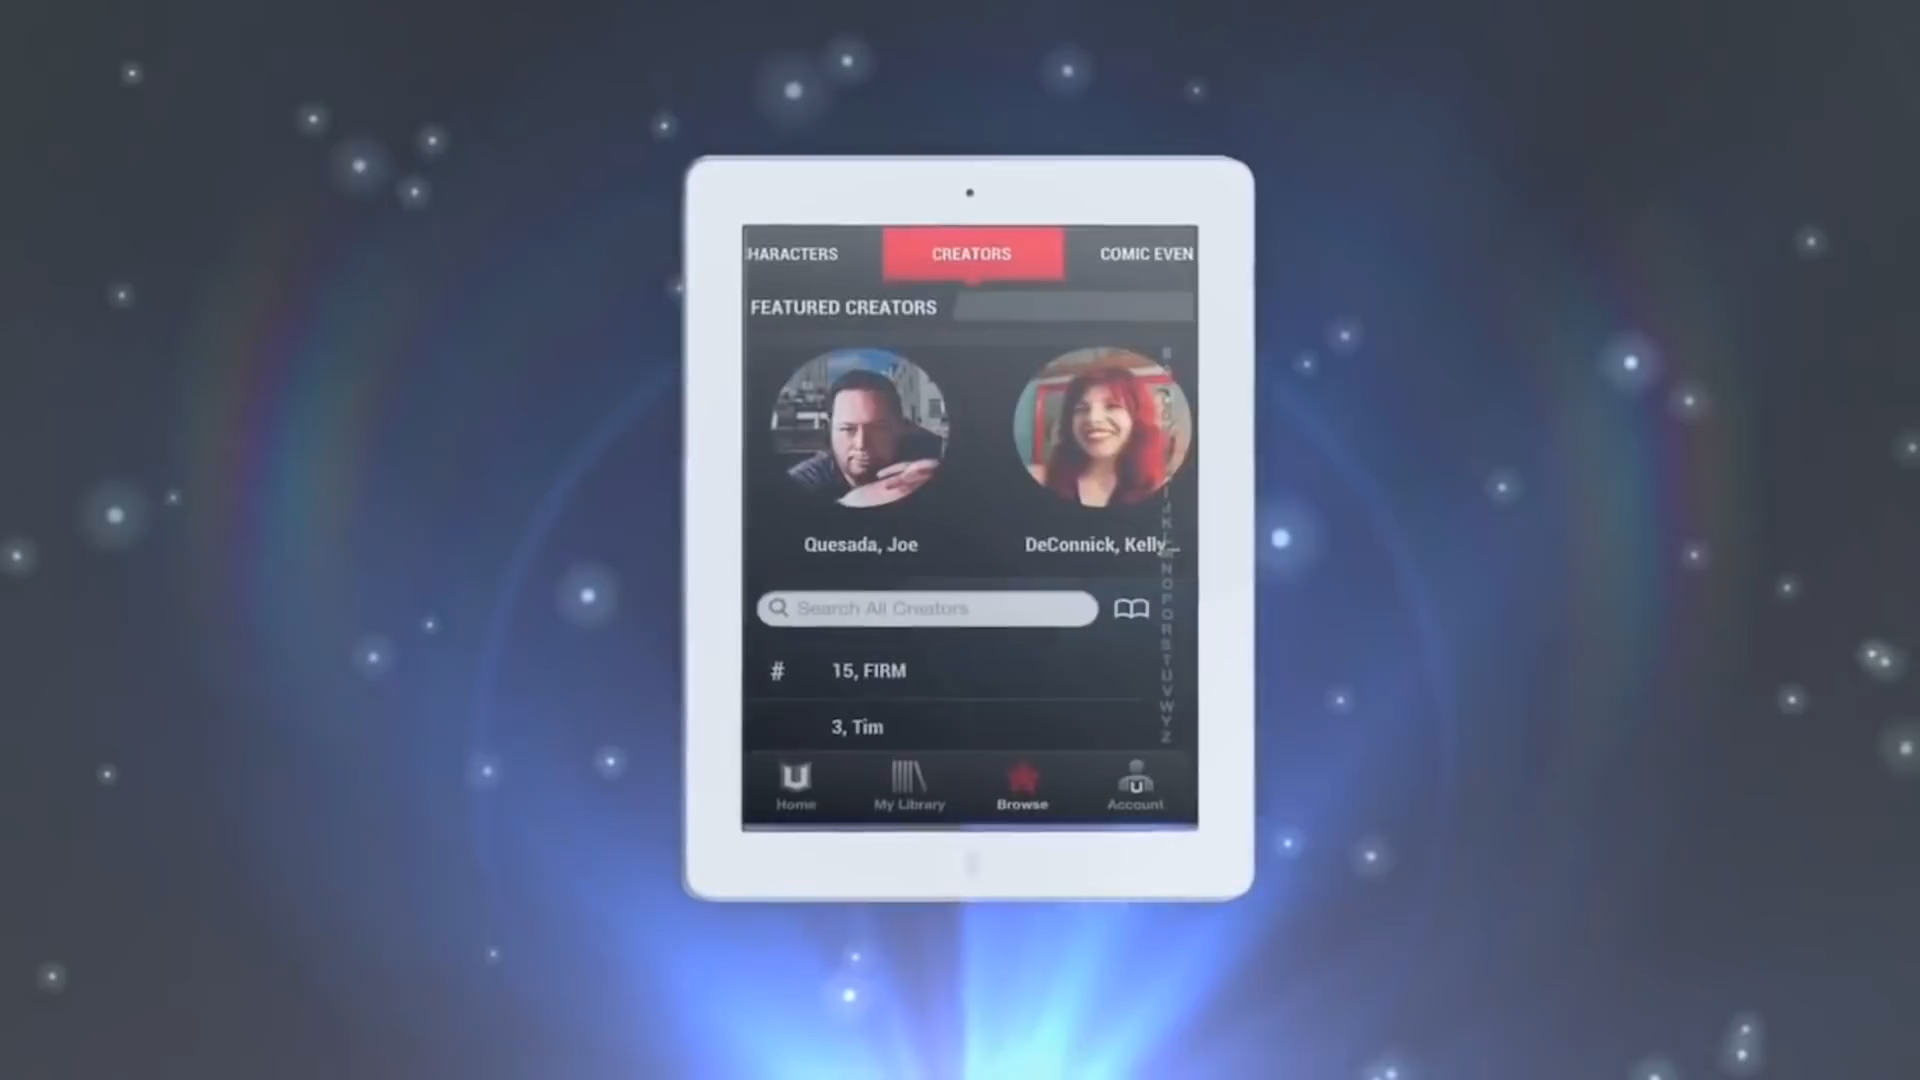 HARACTERS
CREATORS
COMIC EVEN
FEATURED CREATORS
Quesada, Joe
DeConnick, Kelly...
Search All Creators
# 15, FIRM
3, Tim
J
K
L
M
N
O
P
Q
R
S
T
U
V
W
Y
Z
U
Home
My Library
Browse
U
Account